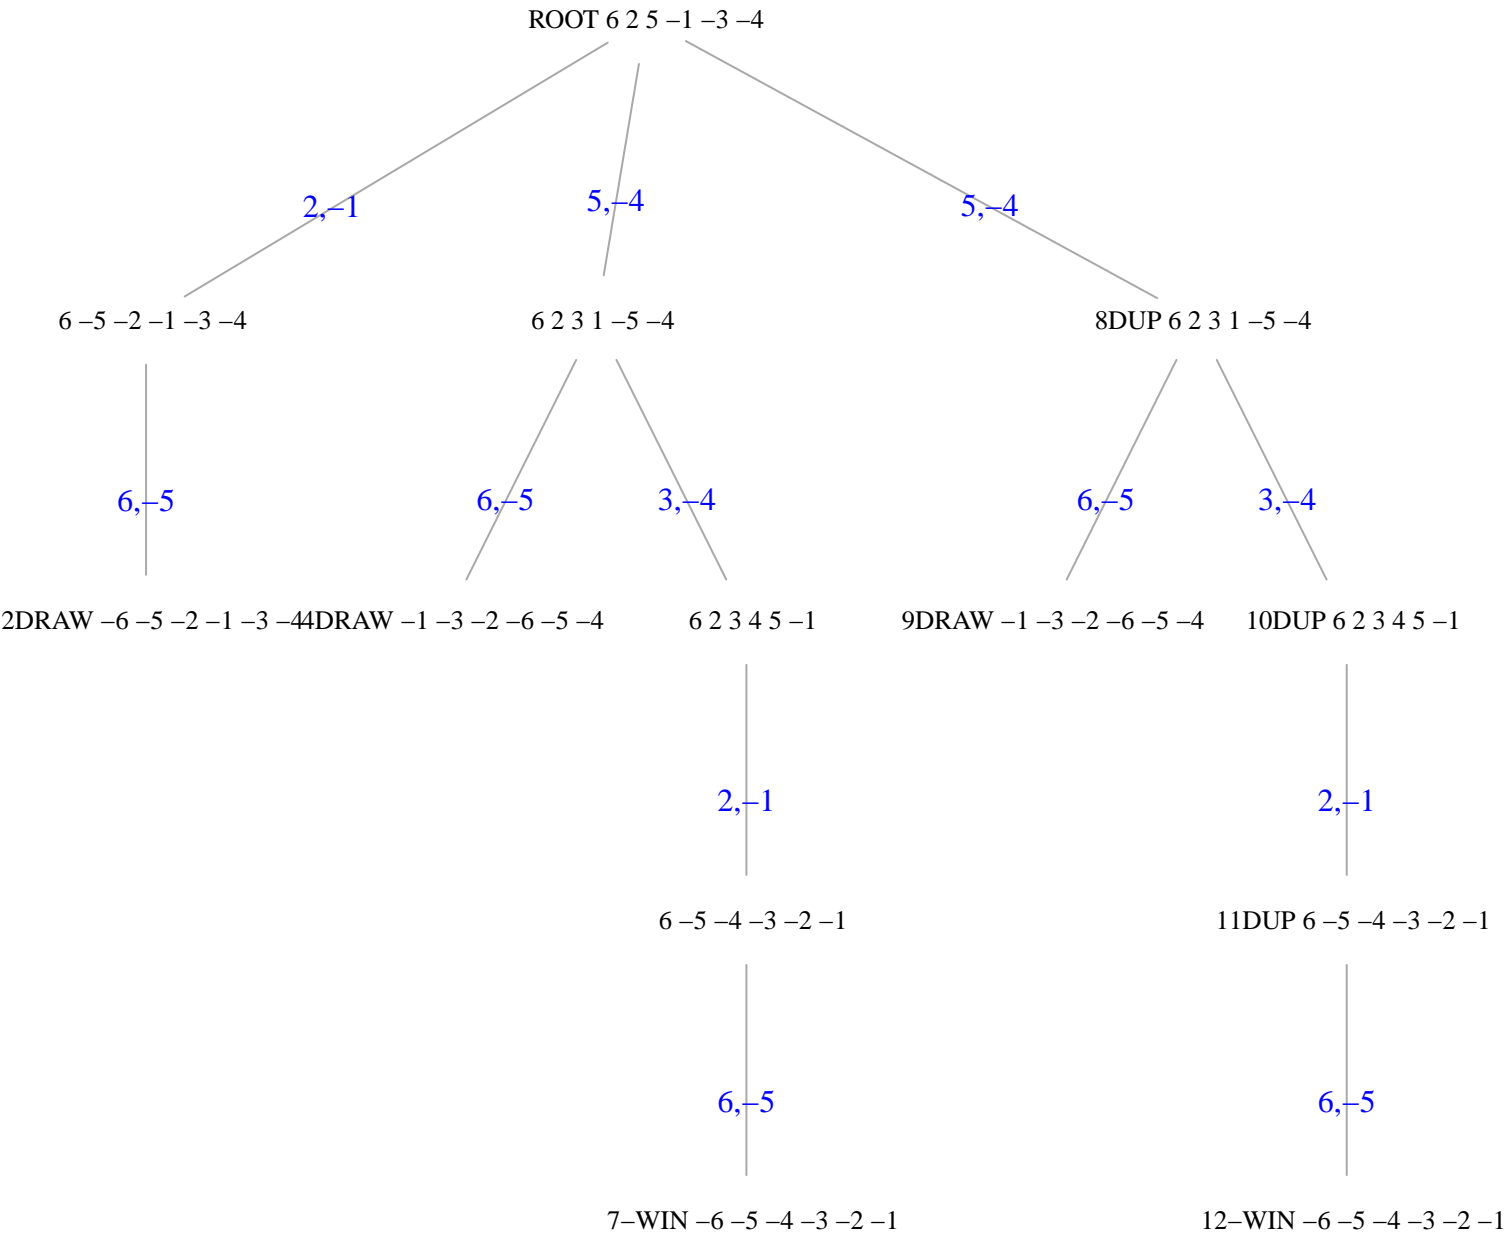 ROOT 6 2 5 –1 –3 –4
2,–1
5,–4
5,–4
6 –5 –2 –1 –3 –4
6 2 3 1 –5 –4
8DUP 6 2 3 1 –5 –4
6,–5
6,–5
3,–4
6,–5
3,–4
2DRAW –6 –5 –2 –1 –3 –4
4DRAW –1 –3 –2 –6 –5 –4
6 2 3 4 5 –1
9DRAW –1 –3 –2 –6 –5 –4
10DUP 6 2 3 4 5 –1
2,–1
2,–1
6 –5 –4 –3 –2 –1
11DUP 6 –5 –4 –3 –2 –1
6,–5
6,–5
7–WIN –6 –5 –4 –3 –2 –1
12–WIN –6 –5 –4 –3 –2 –1